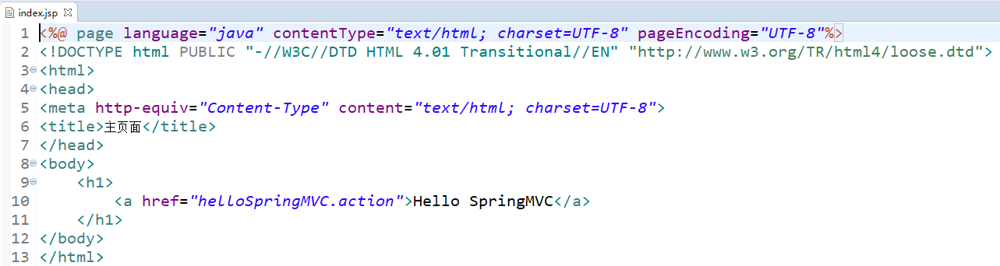 index.jsp
1 <%@ page language="java" contentType="text/html; charset=UTF-8" pageEncoding="UTF-8"%>
2 <!DOCTYPE html PUBLIC "-//W3C//DTD HTML 4.01 Transitional//EN" "http://www.w3.org/TR/html4/loose.dtd">
3 <html>
4 <head>
5 <meta http-equiv="Content-Type" content="text/html; charset=UTF-8">
6 <title>主页面</title>
7 </head>
8 <body>
9     <h1>
10         <a href="helloSpringMVC.action">Hello SpringMVC</a>
11     </h1>
12 </body>
13 </html>